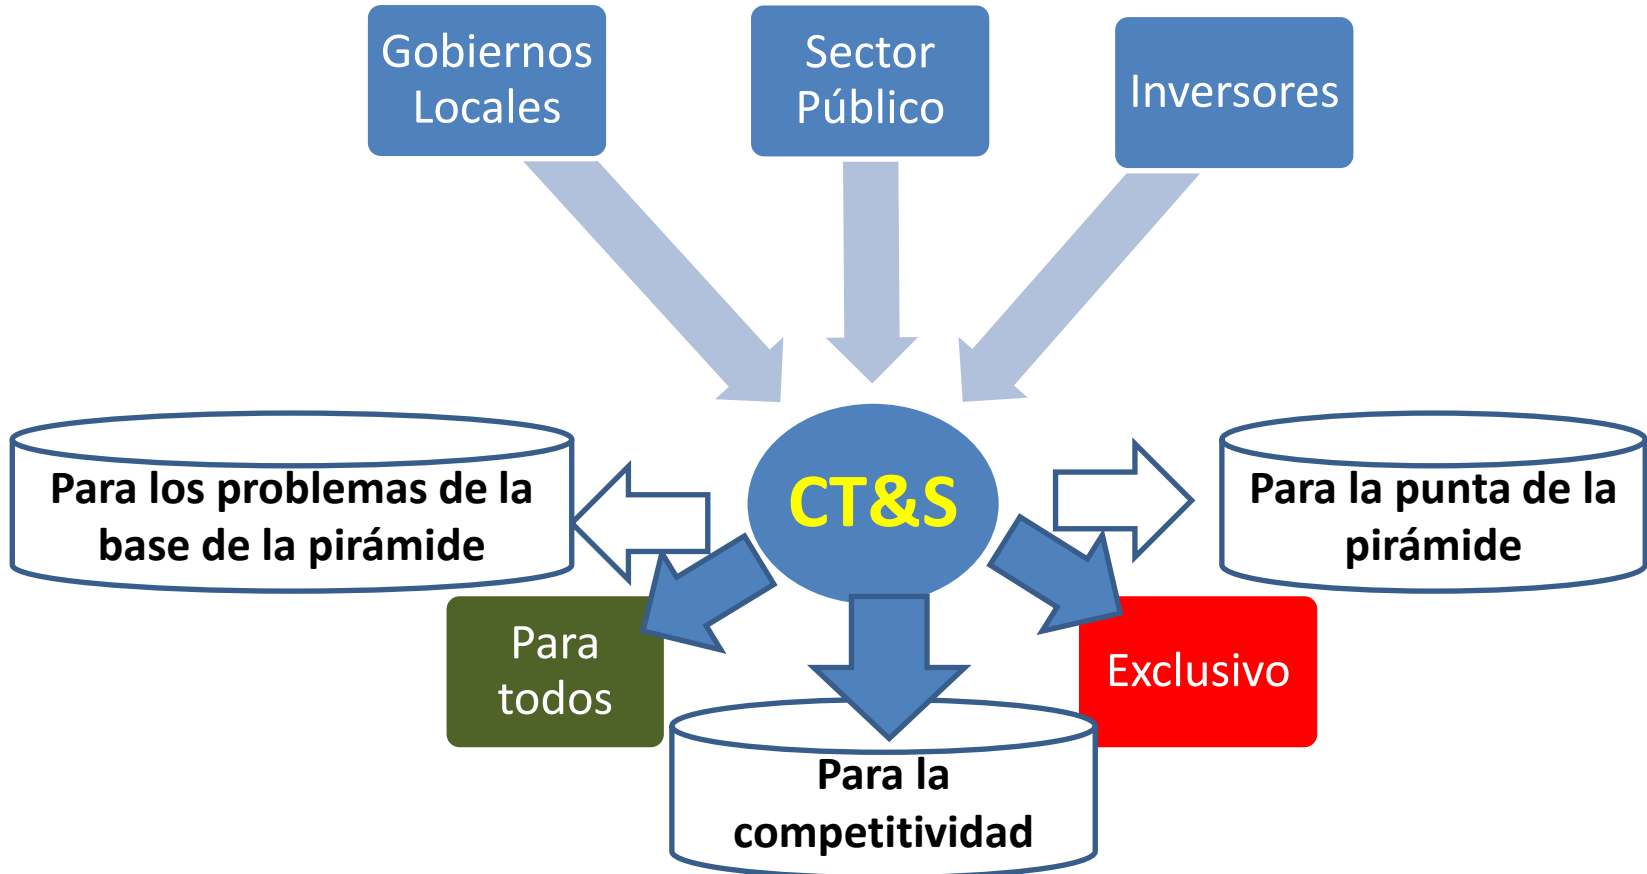 Gobiernos
Locales
Sector
Público
Inversores
CT&S
Para los problemas de la
base de la pirámide
Para la punta de la
pirámide
Para
todos
Exclusivo
Para la
competitividad